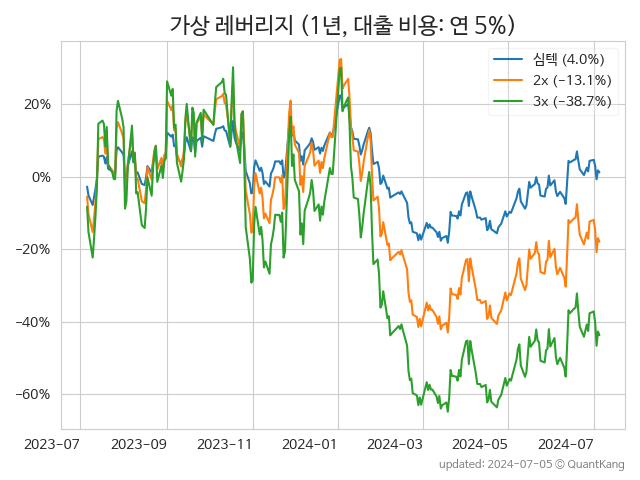 가상 레버리지 (1년, 대출 비용: 연 5%)
심텍 (4.0%)
2x (−13.1%)
3x (−38.7%)
20%
0%
−20%
−40%
−60%
2023-07
2023-09
2023-11
2024-01
2024-03
2024-05
2024-07
updated: 2024-07-05 © QuantKang